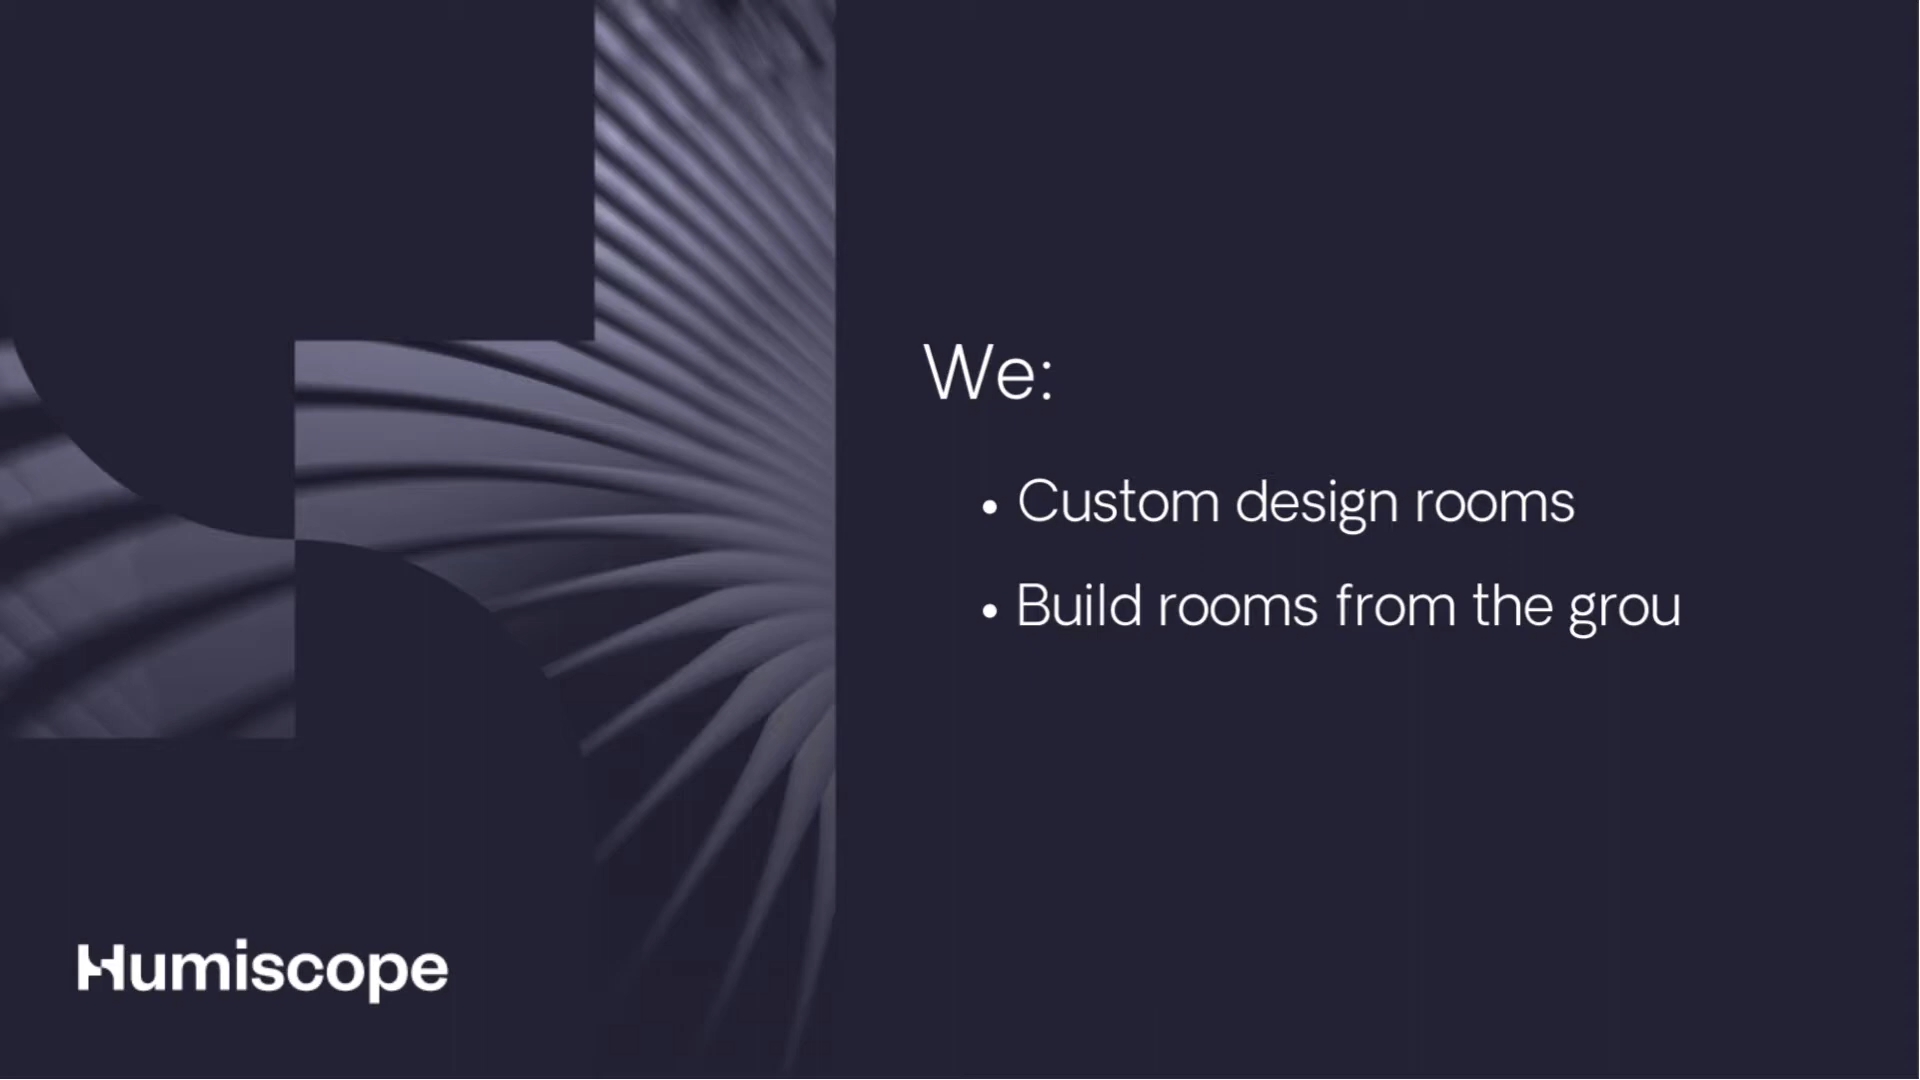 We:
• Custom design rooms
• Build rooms from the grou
Humiscope